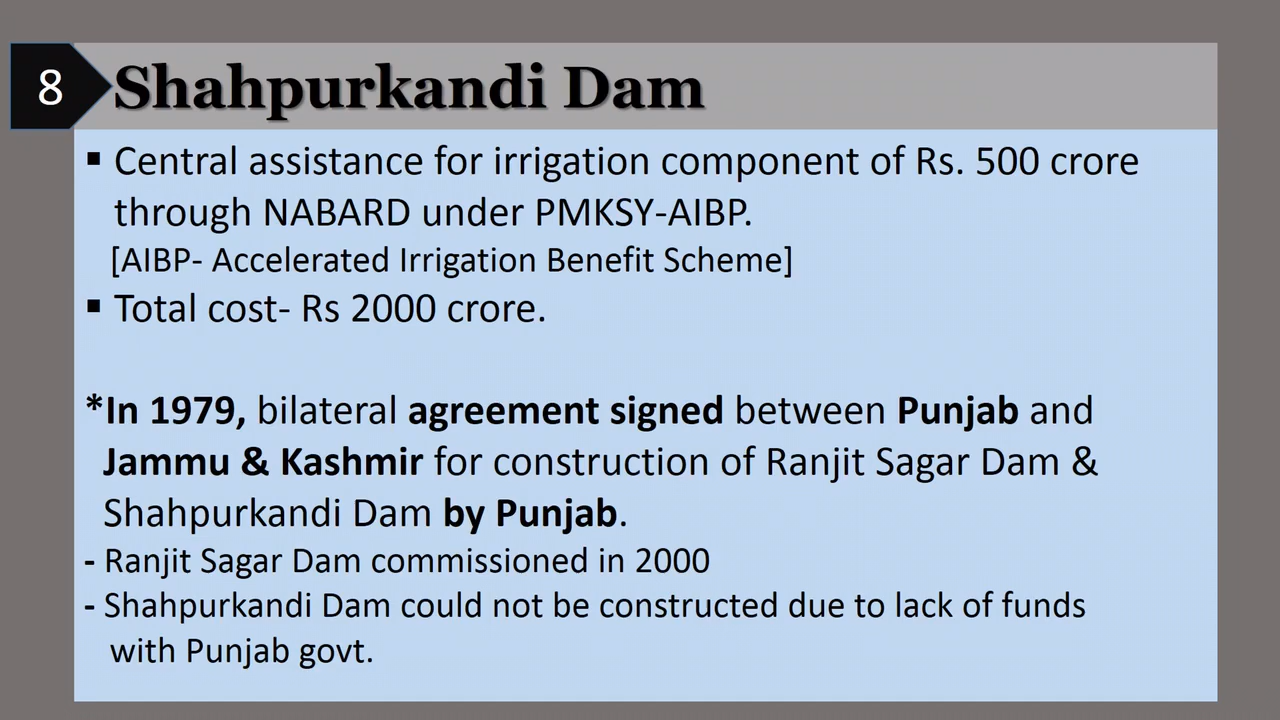 8
Shahpurkandi Dam
▪ Central assistance for irrigation component of Rs. 500 crore
through NABARD under PMKSY-AIBP.
[AIBP- Accelerated Irrigation Benefit Scheme]
▪ Total cost- Rs 2000 crore.
*In 1979, bilateral agreement signed between Punjab and
Jammu & Kashmir for construction of Ranjit Sagar Dam &
Shahpurkandi Dam by Punjab.
- Ranjit Sagar Dam commissioned in 2000
- Shahpurkandi Dam could not be constructed due to lack of funds
with Punjab govt.